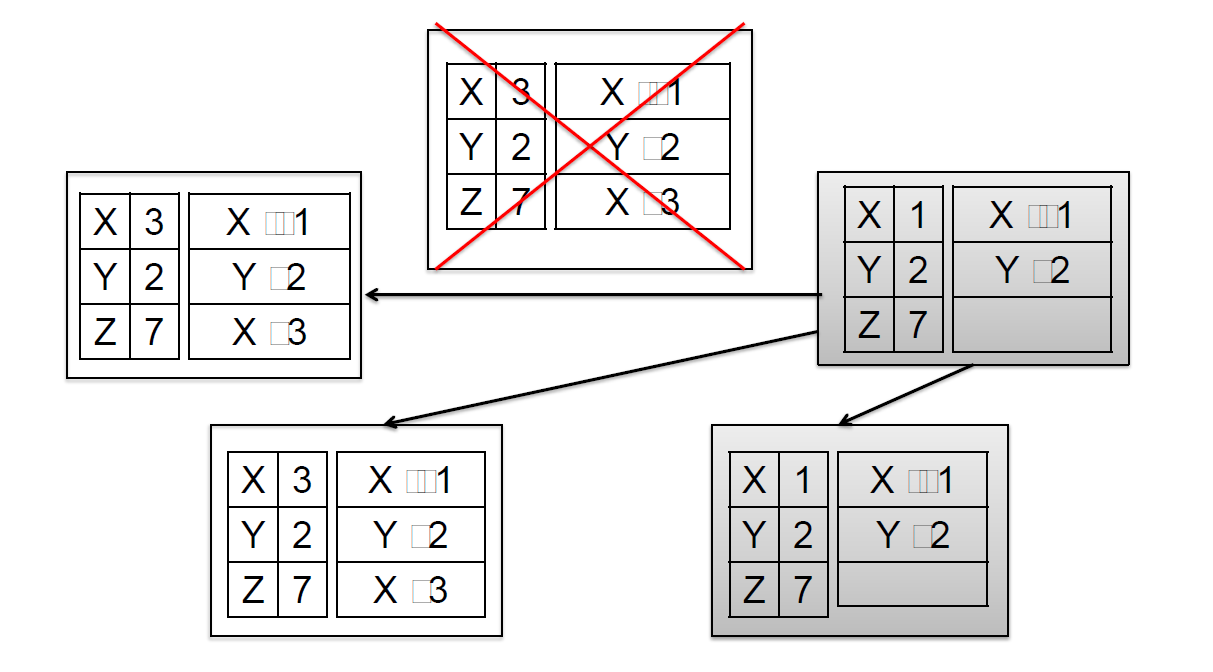 X 3 X □□1
Y 2 Y □2
Z 7 X □3
X 3 X □□1
Y 2 Y □2
Z 7 X □3
X 1 X □□1
Y 2 Y □2
Z 7
X 3 X □□1
Y 2 Y □2
Z 7 X □3
X 1 X □□1
Y 2 Y □2
Z 7